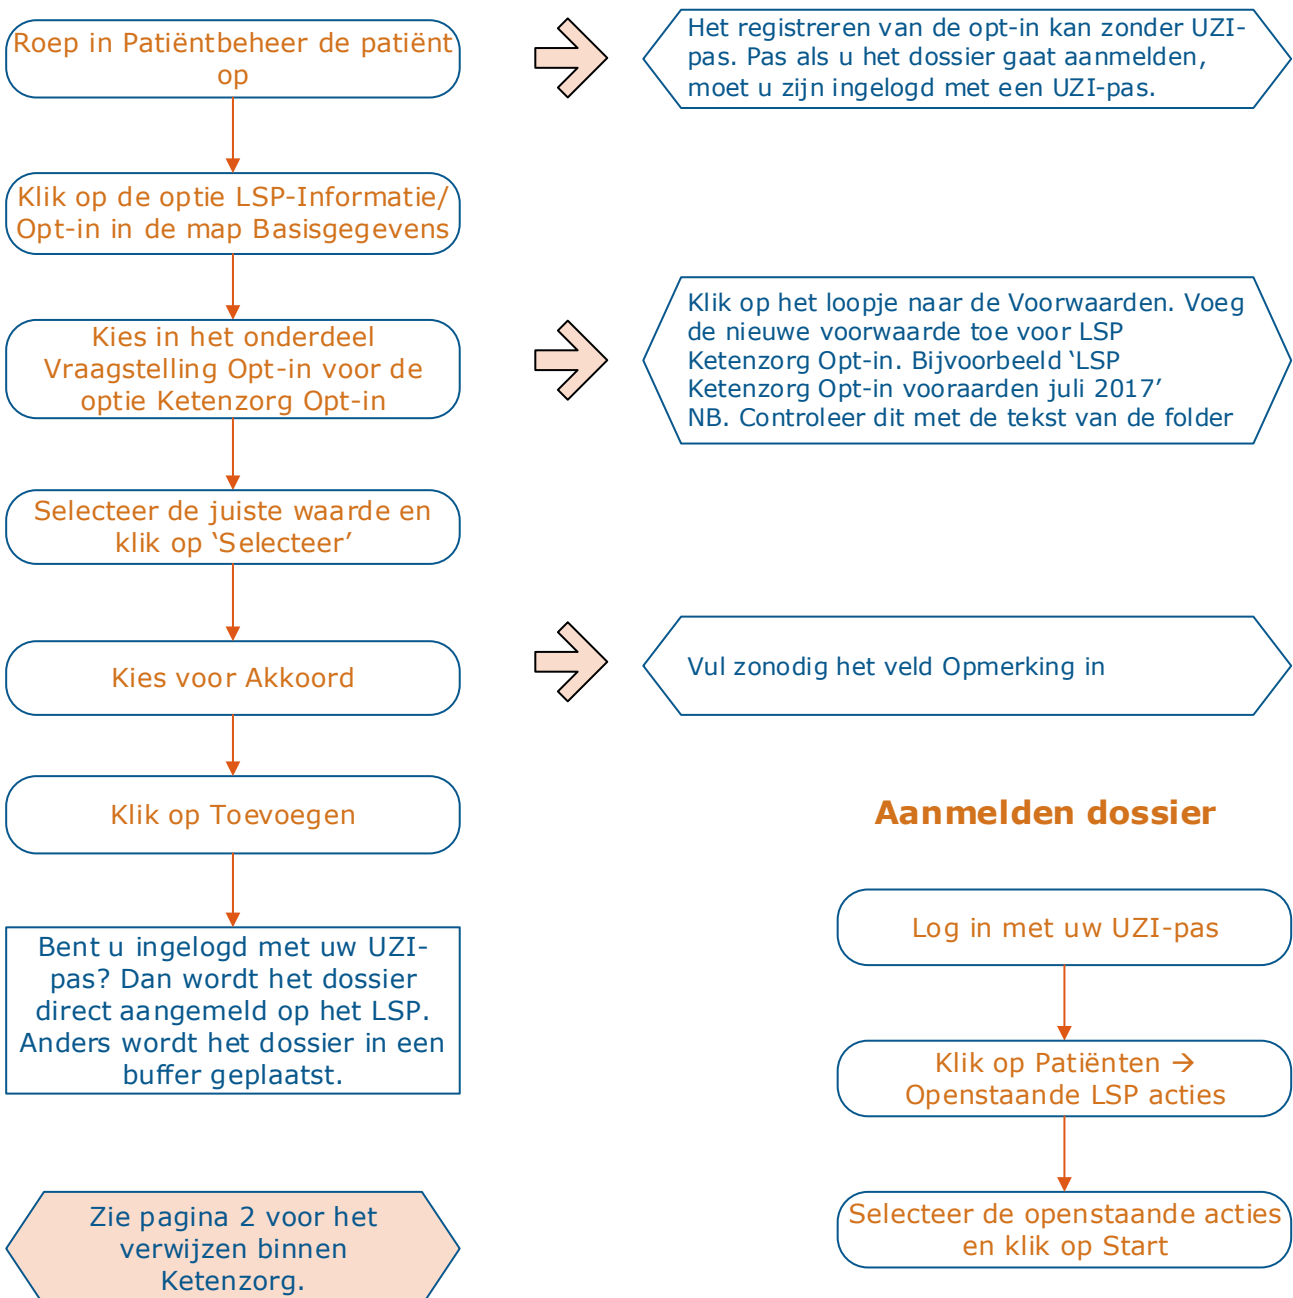 Roep in Patiëntbeheer de patiënt
op
Het registreren van de opt-in kan zonder UZI-
pas. Pas als u het dossier gaat aanmelden,
moet u zijn ingelogd met een UZI-pas.
Klik op de optie LSP-Informatie/
Opt-in in de map Basisgegevens
Kies in het onderdeel
Vraagstelling Opt-in voor de
optie Ketenzorg Opt-in
Klik op het loopje naar de Voorwaarden. Voeg
de nieuwe voorwaarde toe voor LSP
Ketenzorg Opt-in. Bijvoorbeeld ‘LSP
Ketenzorg Opt-in vooraarden juli 2017’
NB. Controleer dit met de tekst van de folder
Selecteer de juiste waarde en
klik op ‘Selecteer’
Kies voor Akkoord
Vul zonodig het veld Opmerking in
Klik op Toevoegen
Bent u ingelogd met uw UZI-
pas? Dan wordt het dossier
direct aangemeld op het LSP.
Anders wordt het dossier in een
buffer geplaatst.
Zie pagina 2 voor het
verwijzen binnen
Ketenzorg.
Aanmelden dossier
Log in met uw UZI-pas
Klik op Patiënten →
Openstaande LSP acties
Selecteer de openstaande acties
en klik op Start